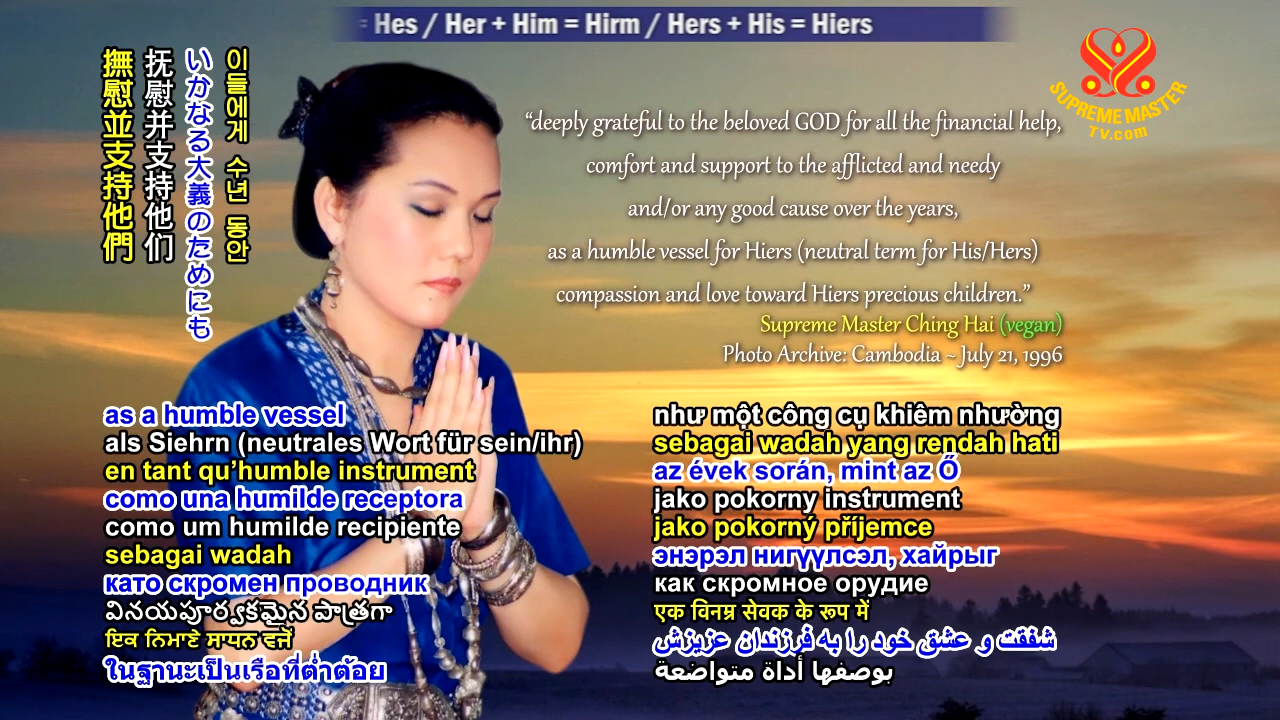 = Hes / Her + Him = Hirm / Hers + His = Hiers
SUPREME MASTER
TV.com
撫慰並支持他們
抚慰并支持他们
いかなる大義のためにも
이들에게 수년 동안
“deeply grateful to the beloved GOD for all the financial help,
comfort and support to the afflicted and needy
and/or any good cause over the years,
as a humble vessel for Hiers (neutral term for His/Hers)
compassion and love toward Hiers precious children.”
Supreme Master Ching Hai (vegan)
Photo Archive: Cambodia ~ July 21, 1996
as a humble vessel
als Siehrn (neutrales Wort für sein/ihr)
en tant qu’humble instrument
como una humilde receptora
como um humilde recipiente
sebagai wadah
като скромен проводник
వినయపూర్వకమైన పాత్రగా
ਇਕ ਨਿਮਾਣੇ ਸਾਧਨ ਵਜੋਂ
ในฐานะเป็นเรือที่ต่ำต้อย
như một công cụ khiêm nhường
sebagai wadah yang rendah hati
az évek során, mint az Ő
jako pokorny instrument
jako pokorný příjemce
энэрэл нигүүлсэл, хайрыг
как скромное орудие
एक विनम्र सेवक के रूप में
شفقت و عشق خود را به فرزندان عزیزش
بوصفها أداة متواضعة